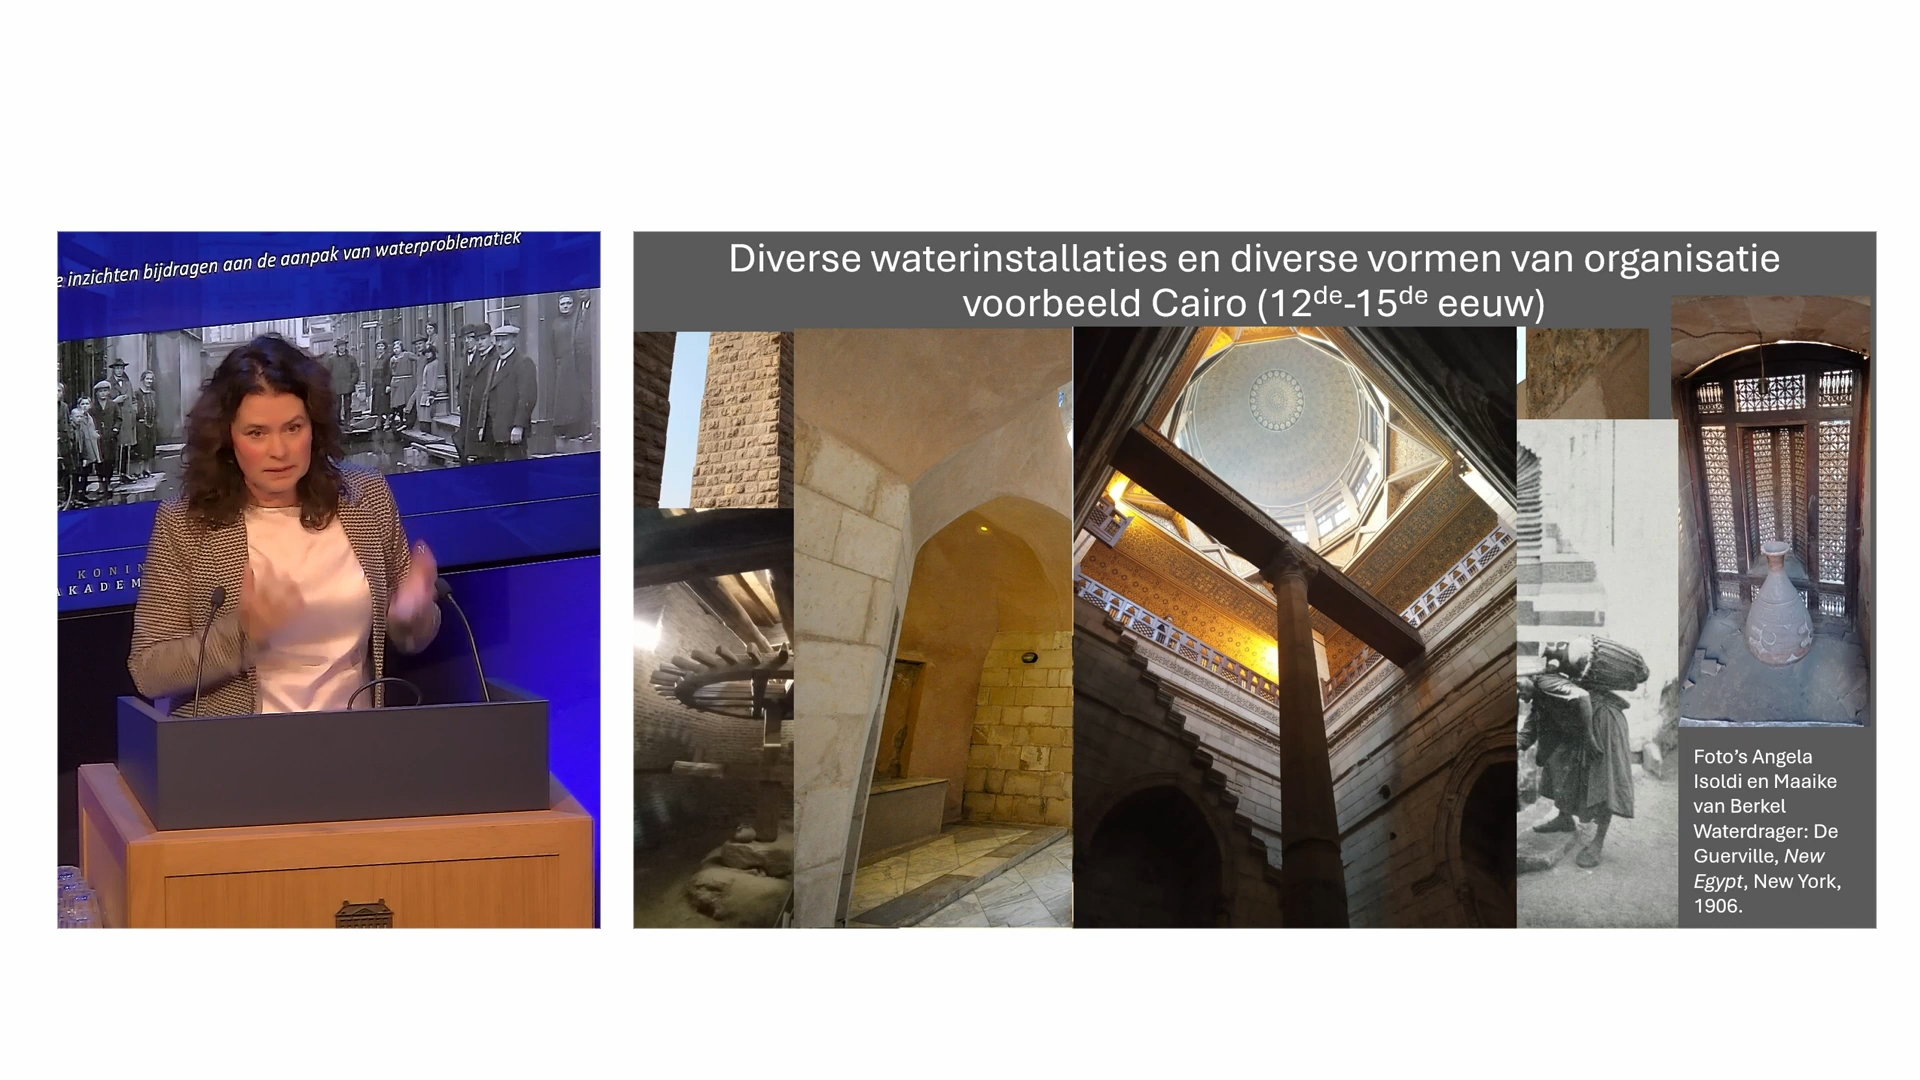 e inzichten bijdragen aan de aanpak van waterproblematiek
KONIN
AKADEM
N
Diverse waterinstallaties en diverse vormen van organisatie
voorbeeld Cairo (12de-15de eeuw)
Foto’s Angela
Isoldi en Maaike
van Berkel
Waterdrager: De
Guerville, New
Egypt, New York,
1906.